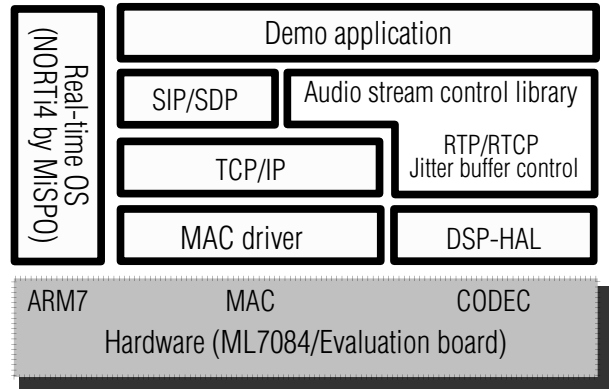 Real-time OS
(NORTi4 by MiSPO)
Demo application
SIP/SDP
Audio stream control library
RTP/RTCP
Jitter buffer control
TCP/IP
MAC driver
DSP-HAL
ARM7
MAC
CODEC
Hardware (ML7084/Evaluation board)